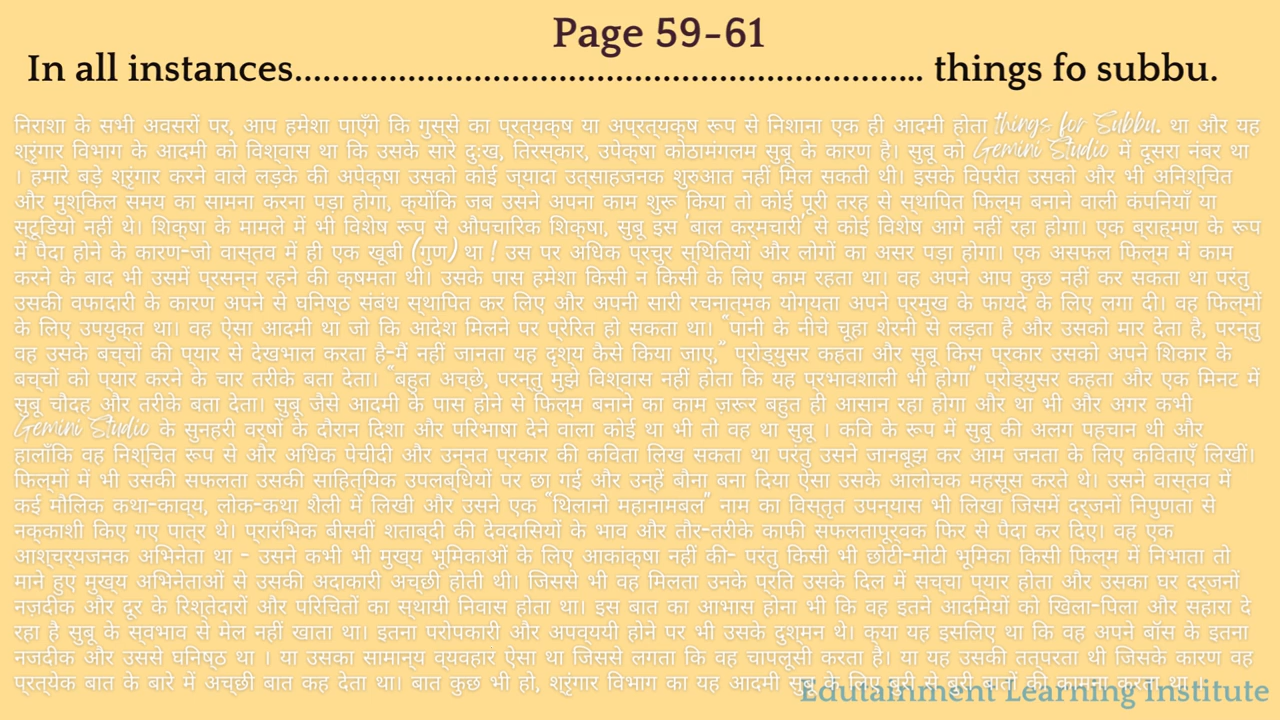 Page 59-61
In all instances................................................................... things fo subbu.
निराशा के सभी अवसरों पर, आप हमेशा पाएँगे कि गुस्से का प्रत्यक्ष या अप्रत्यक्ष रूप से निशाना एक ही आदमी होता things for Subbu. था और यह
श्रृंगार विभाग के आदमी को विश्वास था कि उसके सारे दुःख, तिरस्कार, उपेक्षा कोठामंगलम सुबू के कारण है। सुबू को Gemini Studio में दूसरा नंबर था
। हमारे बड़े श्रृंगार करने वाले लड़के की अपेक्षा उसको कोई ज्यादा उत्साहजनक शुरुआत नहीं मिल सकती थी। इसके विपरीत उसको और भी अनिश्चित
और मुश्किल समय का सामना करना पड़ा होगा, क्योंकि जब उसने अपना काम शुरू किया तो कोई पूरी तरह से स्थापित फिल्म बनाने वाली कंपनियाँ या
स्टूडियो नहीं थे। शिक्षा के मामले में भी विशेष रूप से औपचारिक शिक्षा, सुबू इस 'बाल कर्मचारी' से कोई विशेष आगे नहीं रहा होगा। एक ब्राह्मण के रूप
में पैदा होने के कारण-जो वास्तव में ही एक खूबी (गुण) था ! उस पर अधिक प्रचुर स्थितियों और लोगों का असर पड़ा होगा। एक असफल फिल्म में काम
करने के बाद भी उसमें प्रसन्न रहने की क्षमता थी। उसके पास हमेशा किसी न किसी के लिए काम रहता था। वह अपने आप कुछ नहीं कर सकता था परंतु
उसकी वफादारी के कारण अपने से घनिष्ठ संबंध स्थापित कर लिए और अपनी सारी रचनात्मक योग्यता अपने प्रमुख के फायदे के लिए लगा दी। वह फिल्मों
के लिए उपयुक्त था। वह ऐसा आदमी था जो कि आदेश मिलने पर प्रेरित हो सकता था। "पानी के नीचे चूहा शेरनी से लड़ता है और उसको मार देता है, परन्तु
वह उसके बच्चों की प्यार से देखभाल करता है-मैं नहीं जानता यह दृश्य कैसे किया जाए," प्रोड्युसर कहता और सुबू किस प्रकार उसको अपने शिकार के
बच्चों को प्यार करने के चार तरीके बता देता। "बहुत अच्छे, परनतु मुझे विश्वास नहीं होता कि यह प्रभावशाली भी होगा" प्रोड्युसर कहता और एक मिनट में
सुबू चौदह और तरीके बता देता। सुबू जैसे आदमी के पास होने से फिल्म बनाने का काम ज़रूर बहुत ही आसान रहा होगा और था भी और अगर कभी
Gemini Studio के सुनहरी वर्षों के दौरान दिशा और परिभाषा देने वाला कोई था भी तो वह था सुबू । कवि के रूप में सुबू की अलग पहचान थी और
हालाँकि वह निश्चित रूप से और अधिक पेचीदी और उन्नत प्रकार की कविता लिख सकता था परंतु उसने जानबूझ कर आम जनता के लिए कविताएँ लिखीं।
फिल्मों में भी उसकी सफलता उसकी साहित्यिक उपलब्धियों पर छा गई और उन्हें बौना बना दिया ऐसा उसके आलोचक महसूस करते थे। उसने वास्तव में
कई मौलिक कथा-काव्य, लोक-कथा शैली में लिखी और उसने एक "थिलानो महानामबल" नाम का विस्तृत उपन्यास भी लिखा जिसमें दर्जनों निपुणता से
नक्काशी किए गए पात्र थे। प्रारंभिक बीसवीं शताब्दी की देवदासियों के भाव और तौर-तरीके काफी सफलतापूर्वक फिर से पैदा कर दिए। वह एक
आश्चर्यजनक अभिनेता था - उसने कभी भी मुख्य भूमिकाओं के लिए आकांक्षा नहीं की- परंतु किसी भी छोटी-मोटी भूमिका किसी फिल्म में निभाता तो
माने हुए मुख्य अभिनेताओं से उसकी अदाकारी अच्छी होती थी। जिससे भी वह मिलता उनके प्रति उसके दिल में सच्चा प्यार होता और उसका घर दर्जनों
नजदीक और दूर के रिश्तेदारों और परिचितों का स्थायी निवास होता था। इस बात का आभास होना भी कि वह इतने आदमियों को खिला-पिला और सहारा दे
रहा है सुबू के स्वभाव से मेल नहीं खाता था। इतना परोपकारी और अपव्ययी होने पर भी उसके दुश्मन थे। क्या यह इसलिए था कि वह अपने बॉस के इतना
नजदीक और उससे घनिष्ठ था । या उसका सामान्य व्यवहार ऐसा था जिससे लगता कि वह चापलूसी करता है। या यह उसकी तत्परता थी जिसके कारण वह
प्रत्येक बात के बारे में अच्छी बात कह देता था। बात कुछ भी हो, श्रृंगार विभाग का यह आदमी सुबू के लिए बुरी से बुरी बातों की कामना करता था ।
Edutainment Learning Institute